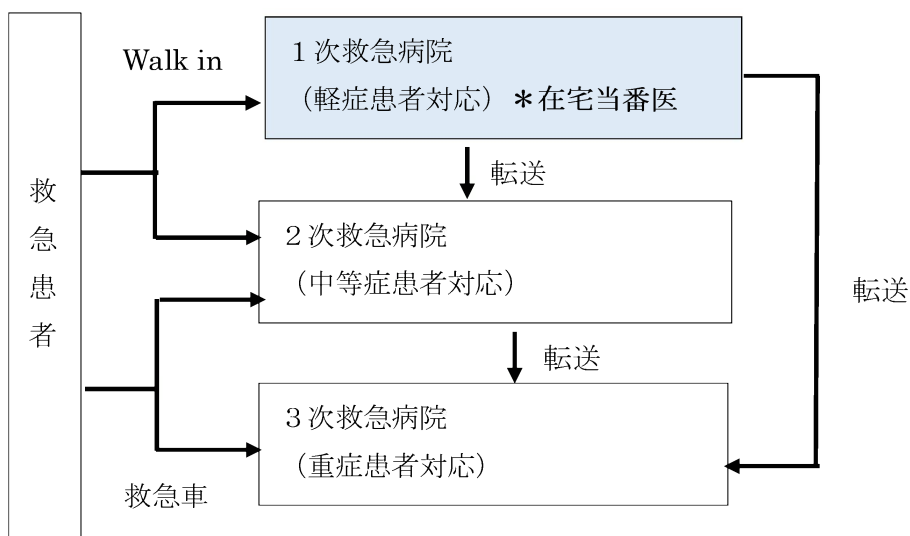 救急患者
Walk in
１次救急病院
（軽症患者対応）＊在宅当番医
転送
２次救急病院
（中等症患者対応）
転送
転送
３次救急病院
（重症患者対応）
救急車